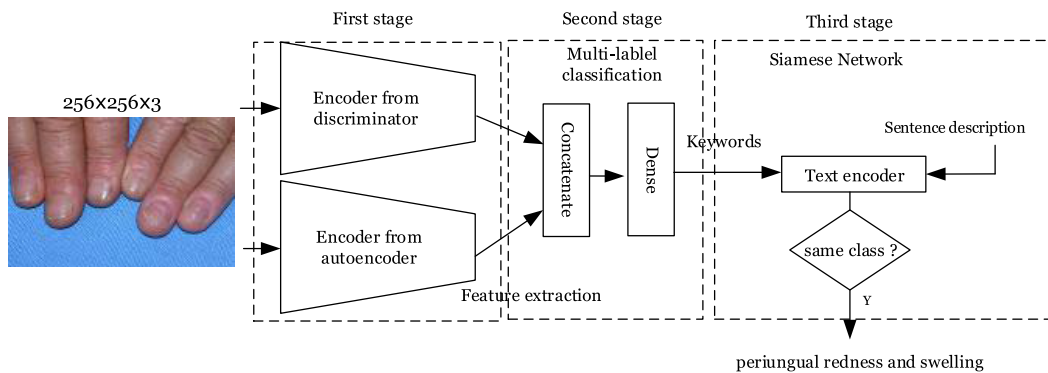 First stage
Second stage
Third stage
256x256x3
Encoder from
discriminator
Encoder from
autoencoder
Feature extraction
Multi-lablel
classification
Concatenate
Dense
Keywords
Siamese Network
Sentence description
Text encoder
same class ?
Y
periungual redness and swelling